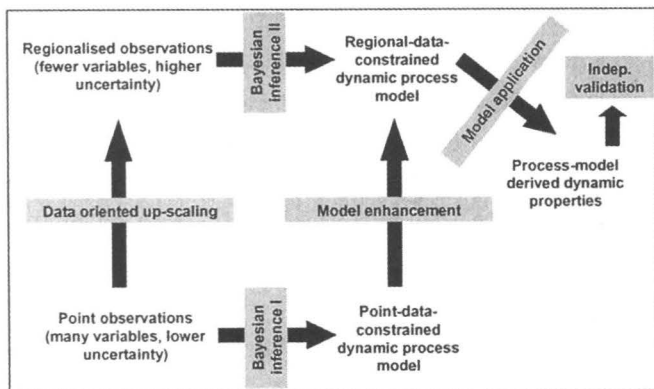 Regionalised observations
(fewer variables, higher
uncertainty)
Bayesian
inference II
Regional-data-
constrained
dynamic process
model
Model application
Indep.
validation
Process-model
derived dynamic
properties
Data oriented up-scaling
Model enhancement
Point observations
(many variables, lower
uncertainty)
Bayesian
inference I
Point-data-
constrained
dynamic process
model